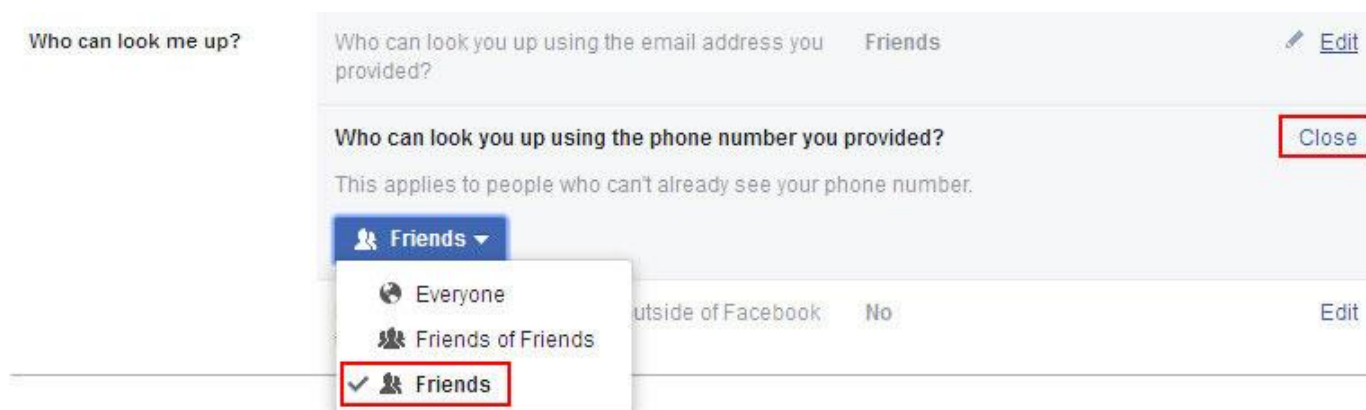 Who can look me up?
Who can look you up using the email address you
provided?
Friends
Edit
Who can look you up using the phone number you provided?
Close
This applies to people who can't already see your phone number.
Friends
Everyone
utside of Facebook
No
Edit
Friends of Friends
Friends